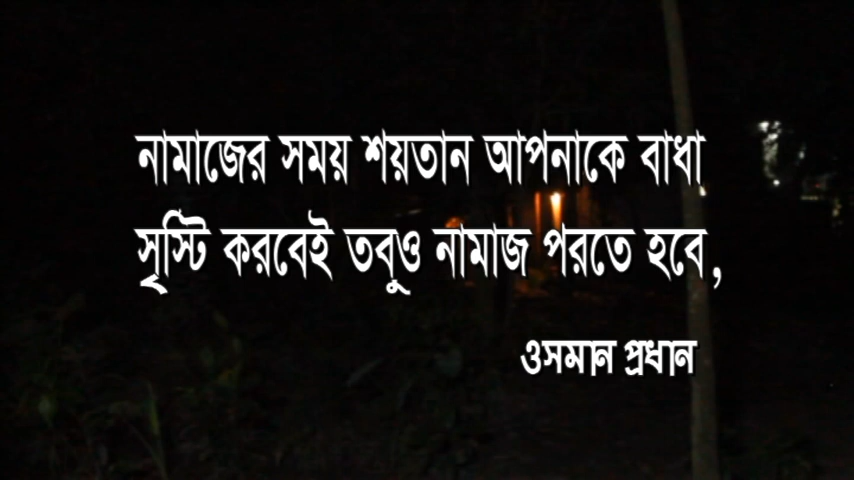 নামাজের সময় শয়তান আপনাকে বাধা
সৃস্টি করবেই তবুও নামাজ পরতে হবে,
ওসমান প্রধান